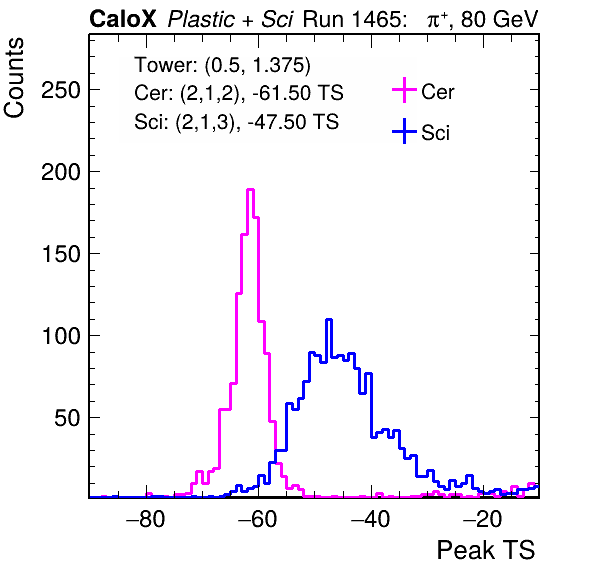 CaloX Plastic + Sci Run 1465: π⁺, 80 GeV
Counts
Tower: (0.5, 1.375)
Cer: (2,1,2), -61.50 TS
Sci: (2,1,3), -47.50 TS
Cer
Sci
250
200
150
100
50
−80 −60 −40 −20
Peak TS